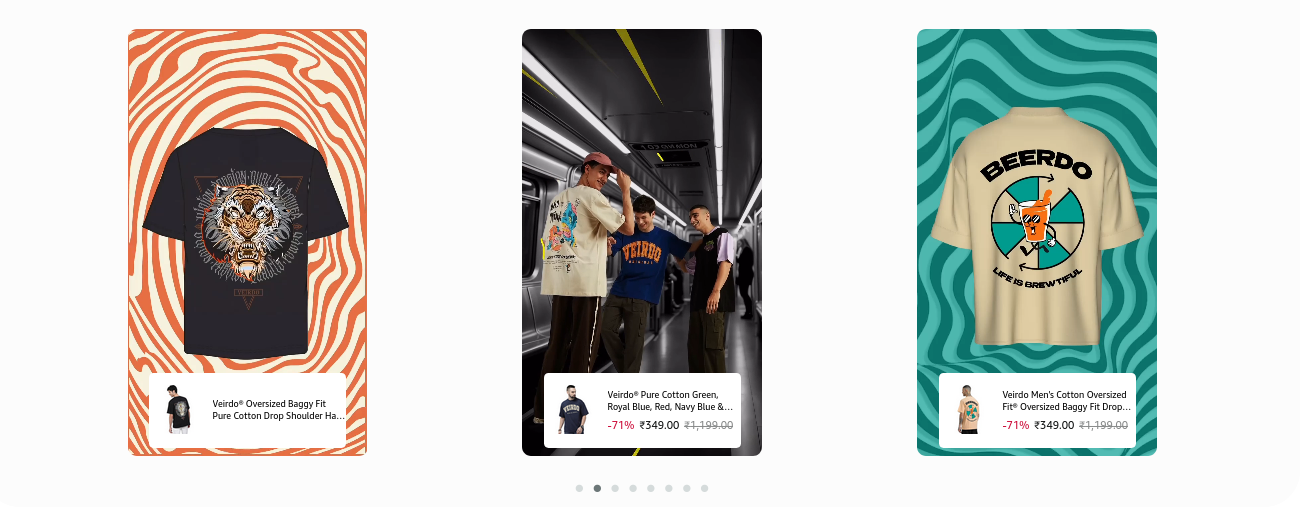 VEIRDO
Veirdo® Oversized Baggy Fit
Pure Cotton Drop Shoulder Ha...
VEIRDO
Veirdo® Pure Cotton Green,
Royal Blue, Red, Navy Blue &...
-71% ₹349.00 ₹1,199.00
BEERDO
LIFE IS BREWTIFUL
Veirdo Men's Cotton Oversized
Fit® Oversized Baggy Fit Drop...
-71% ₹349.00 ₹1,199.00